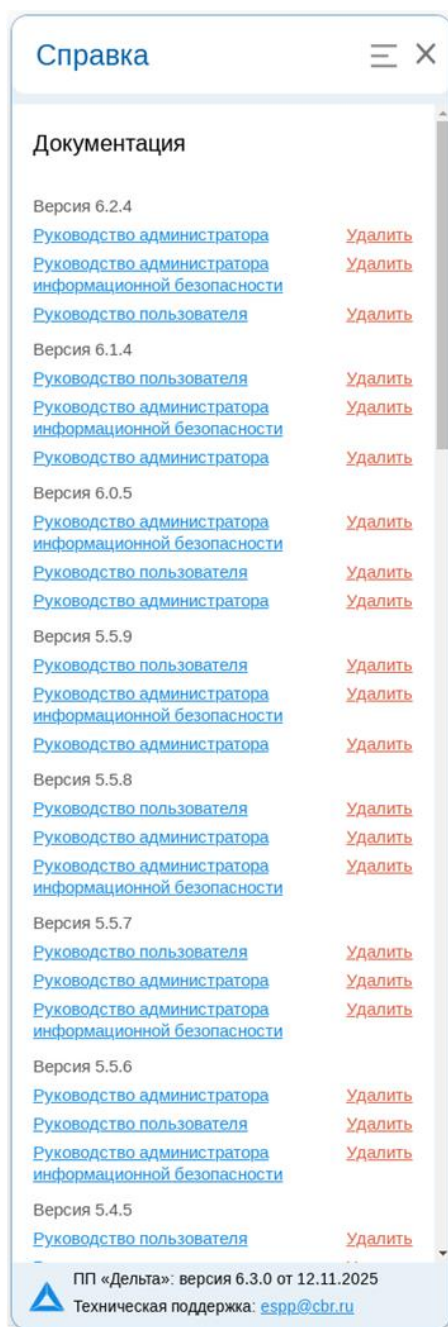 Справка
Документация
Версия 6.2.4
Руководство администратора Удалить
Руководство администратора Удалить
информационной безопасности
Руководство пользователя Удалить
Версия 6.1.4
Руководство пользователя Удалить
Руководство администратора Удалить
информационной безопасности
Руководство администратора Удалить
Версия 6.0.5
Руководство администратора Удалить
информационной безопасности
Руководство пользователя Удалить
Руководство администратора Удалить
Версия 5.5.9
Руководство пользователя Удалить
Руководство администратора Удалить
информационной безопасности
Руководство администратора Удалить
Версия 5.5.8
Руководство пользователя Удалить
Руководство администратора Удалить
Руководство администратора Удалить
информационной безопасности
Версия 5.5.7
Руководство пользователя Удалить
Руководство администратора Удалить
Руководство администратора Удалить
информационной безопасности
Версия 5.5.6
Руководство администратора Удалить
Руководство пользователя Удалить
Руководство администратора Удалить
информационной безопасности
Версия 5.4.5
Руководство пользователя Удалить
ПП «Дельта»: версия 6.3.0 от 12.11.2025
Техническая поддержка: espp@cbr.ru